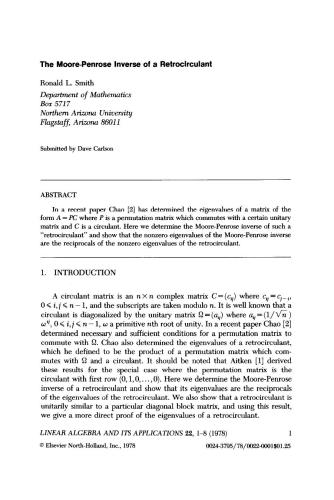 The Moore-Penrose Inverse of a Retrocirculant
Ronald L. Smith
Department of Mathematics
Box 5717
Northern Arizona University
Flagstaff, Arizona 86011
Submitted by Dave Carlson
ABSTRACT
In a recent paper Chao [2] has determined the eigenvalues of a matrix of the
form A = PC where P is a permutation matrix which commutes with a certain unitary
matrix and C is a circulant. Here we determine the Moore-Penrose inverse of such a
"retrocirculant" and show that the nonzero eigenvalues of the Moore-Penrose inverse
are the reciprocals of the nonzero eigenvalues of the retrocirculant.
1. INTRODUCTION
A circulant matrix is an n×n complex matrix C=(c_{ij}) where c_{ij}=c_{j−i},
0⩽i,j⩽n−1, and the subscripts are taken modulo n. It is well known that a
circulant is diagonalized by the unitary matrix Ω=(a_{ij}) where a_{ij}=(1/√n)
ω^{ij}, 0⩽i,j⩽n−1, ω a primitive nth root of unity. In a recent paper Chao [2]
determined necessary and sufficient conditions for a permutation matrix to
commute with Ω. Chao also determined the eigenvalues of a retrocirculant,
which he defined to be the product of a permutation matrix which com-
mutes with Ω and a circulant. It should be noted that Aitken [1] derived
these results for the special case where the permutation matrix is the
circulant with first row (0,1,0,...,0). Here we determine the Moore-Penrose
inverse of a retrocirculant and show that its eigenvalues are the reciprocals
of the eigenvalues of the retrocirculant. We also show that a retrocirculant is
unitarily similar to a particular diagonal block matrix, and using this result,
we give a more direct proof of the eigenvalues of a retrocirculant.
LINEAR ALGEBRA AND ITS APPLICATIONS 22, 1–8 (1978) 1
© Elsevier North-Holland, Inc., 1978 0024-3795/78/0022-0001$01.25